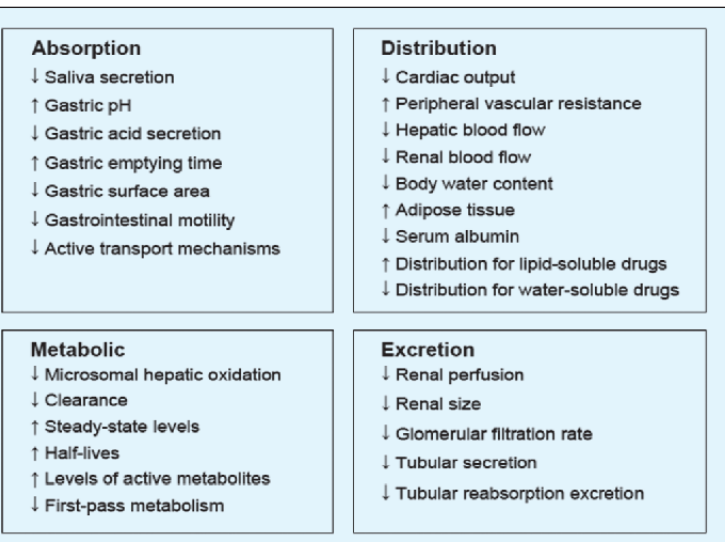 Absorption
↓ Saliva secretion
↑ Gastric pH
↓ Gastric acid secretion
↑ Gastric emptying time
↓ Gastric surface area
↓ Gastrointestinal motility
↓ Active transport mechanisms
Distribution
↓ Cardiac output
↑ Peripheral vascular resistance
↓ Hepatic blood flow
↓ Renal blood flow
↓ Body water content
↑ Adipose tissue
↓ Serum albumin
↑ Distribution for lipid-soluble drugs
↓ Distribution for water-soluble drugs
Metabolic
↓ Microsomal hepatic oxidation
↓ Clearance
↑ Steady-state levels
↑ Half-lives
↑ Levels of active metabolites
↓ First-pass metabolism
Excretion
↓ Renal perfusion
↓ Renal size
↓ Glomerular filtration rate
↓ Tubular secretion
↓ Tubular reabsorption excretion